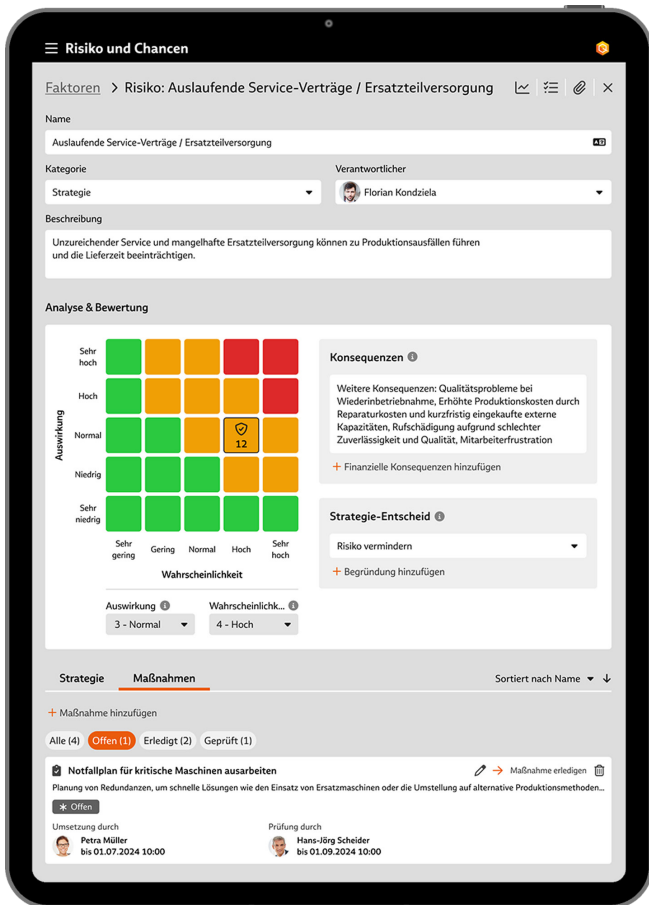 Risiko und Chancen
Faktoren > Risiko: Auslaufende Service-Verträge / Ersatzteilversorgung
Name
Auslaufende Service-Verträge / Ersatzteilversorgung
Kategorie
Verantwortlicher
Strategie
Florian Kondziela
Beschreibung
Unzureichender Service und mangelhafte Ersatzteilversorgung können zu Produktionsausfällen führen
und die Lieferzeit beeinträchtigen.
Analyse & Bewertung
Auswirkung
Sehr
hoch
Hoch
Normal
Niedrig
Sehr
niedrig
12
Sehr
gering
Gering
Normal
Hoch
Sehr
hoch
Wahrscheinlichkeit
Auswirkung
Wahrscheinlichk...
3 - Normal
4 - Hoch
Konsequenzen
Weitere Konsequenzen: Qualitätsprobleme bei
Wiederinbetriebnahme, Erhöhte Produktionskosten durch
Reparaturkosten und kurzfristig eingekaufte externe
Kapazitäten, Rufschädigung aufgrund schlechter
Zuverlässigkeit und Qualität, Mitarbeiterfrustration
+ Finanzielle Konsequenzen hinzufügen
Strategie-Entscheid
Risiko vermindern
+ Begründung hinzufügen
Strategie
Maßnahmen
Sortiert nach Name
+ Maßnahme hinzufügen
Alle (4)
Offen (1)
Erledigt (2)
Geprüft (1)
Notfallplan für kritische Maschinen ausarbeiten
Maßnahme erledigen
Planung von Redundanzen, um schnelle Lösungen wie den Einsatz von Ersatzmaschinen oder die Umstellung auf alternative Produktionsmethoden...
Offen
Umsetzung durch
Prüfung durch
Petra Müller
bis 01.07.2024 10:00
Hans-Jörg Scheider
bis 01.09.2024 10:00